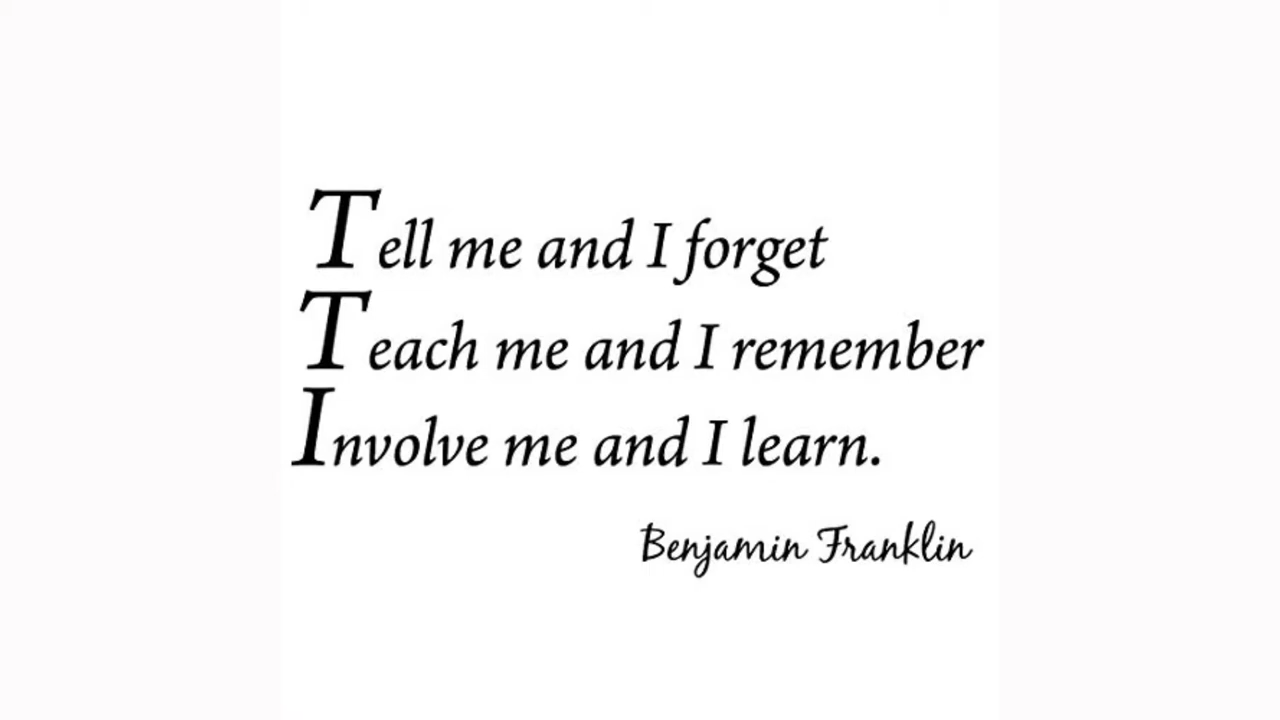 Tell me and I forget
Teach me and I remember
Involve me and I learn.
Benjamin Franklin